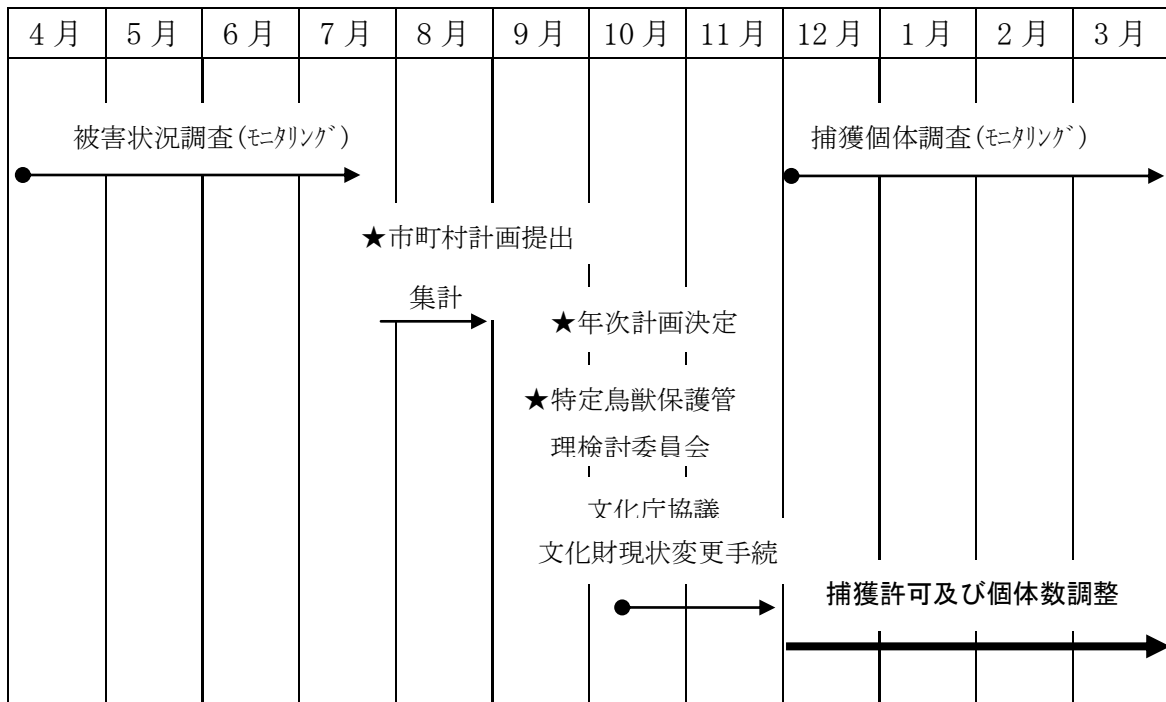 4月 5月 6月 7月 8月 9月 10月 11月 12月 1月 2月 3月
被害状況調査(ﾓﾆﾀﾘﾝｸﾞ)
捕獲個体調査(ﾓﾆﾀﾘﾝｸﾞ)
★市町村計画提出
集計
★年次計画決定
★特定鳥獣保護管
理検討委員会
文化庁協議
文化財現状変更手続
捕獲許可及び個体数調整